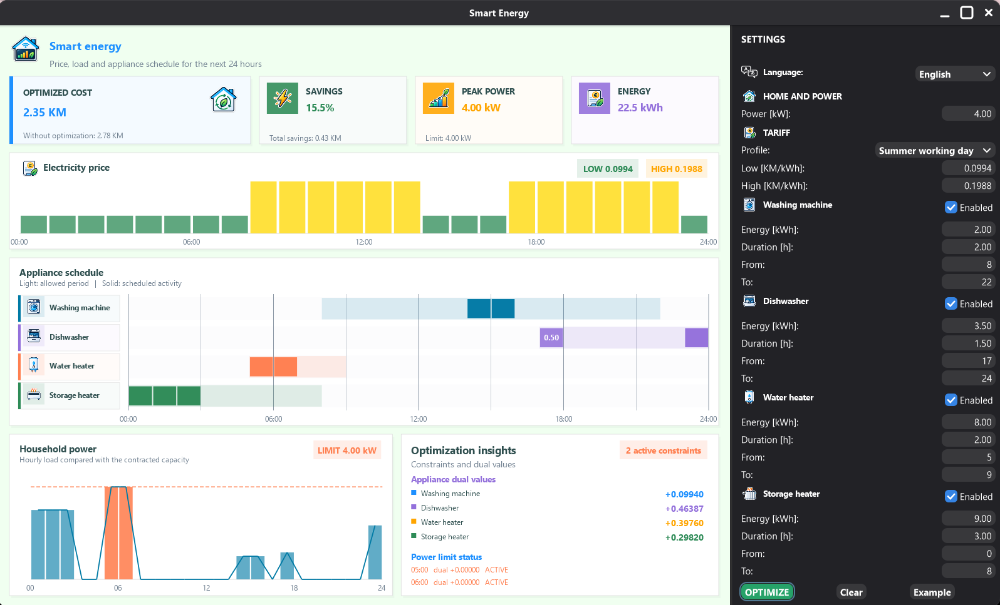 Smart Energy
Smart energy
Price, load and appliance schedule for the next 24 hours
OPTIMIZED COST
2.35 KM
Without optimization: 2.78 KM
SAVINGS
15.5%
Total savings: 0.43 KM
PEAK POWER
4.00 kW
Limit: 4.00 kW
ENERGY
22.5 kWh
Electricity price
LOW 0.0994
HIGH 0.1988
00:00 06:00 12:00 18:00 24:00
Appliance schedule
Light: allowed period | Solid: scheduled activity
Washing machine
Dishwasher
0.50
Water heater
Storage heater
00:00 06:00 12:00 18:00 24:00
Household power
LIMIT 4.00 kW
Hourly load compared with the contracted capacity
00 06 12 18 24
Optimization insights
2 active constraints
Constraints and dual values
Appliance dual values
Washing machine +0.09940
Dishwasher +0.46387
Water heater +0.39760
Storage heater +0.29820
Power limit status
05:00 dual +0.00000 ACTIVE
06:00 dual +0.00000 ACTIVE
SETTINGS
Language: English
HOME AND POWER
Power [kW]: 4.00
TARIFF
Profile: Summer working day
Low [KM/kWh]: 0.0994
High [KM/kWh]: 0.1988
Washing machine Enabled
Energy [kWh]: 2.00
Duration [h]: 2.00
From: 8
To: 22
Dishwasher Enabled
Energy [kWh]: 3.50
Duration [h]: 1.50
From: 17
To: 24
Water heater Enabled
Energy [kWh]: 8.00
Duration [h]: 2.00
From: 5
To: 9
Storage heater Enabled
Energy [kWh]: 9.00
Duration [h]: 3.00
From: 0
To: 8
OPTIMIZE Clear Example